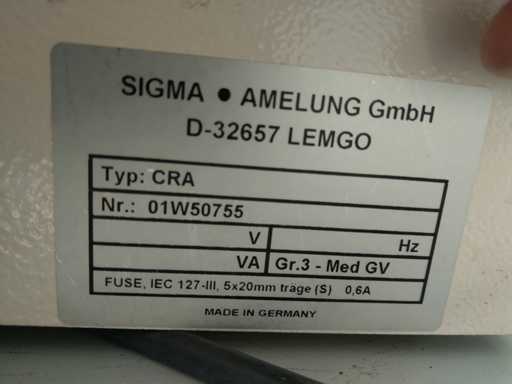 SIGMA • AMELUNG GmbH
D-32657 LEMGO
Typ: CRA
Nr.: 01W50755
V Hz
VA Gr.3 - Med GV
FUSE, IEC 127-III, 5x20mm träge (S) 0,6A
MADE IN GERMANY